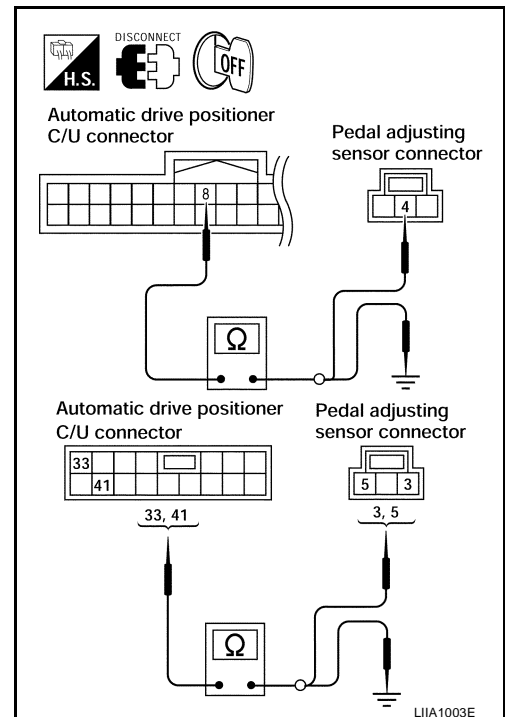 DISCONNECT
H.S.
OFF
Automatic drive positioner
C/U connector
Pedal adjusting
sensor connector
8
4
Ω
Automatic drive positioner
C/U connector
Pedal adjusting
sensor connector
33
41
5 3
33, 41
3, 5
Ω
LIIA1003E